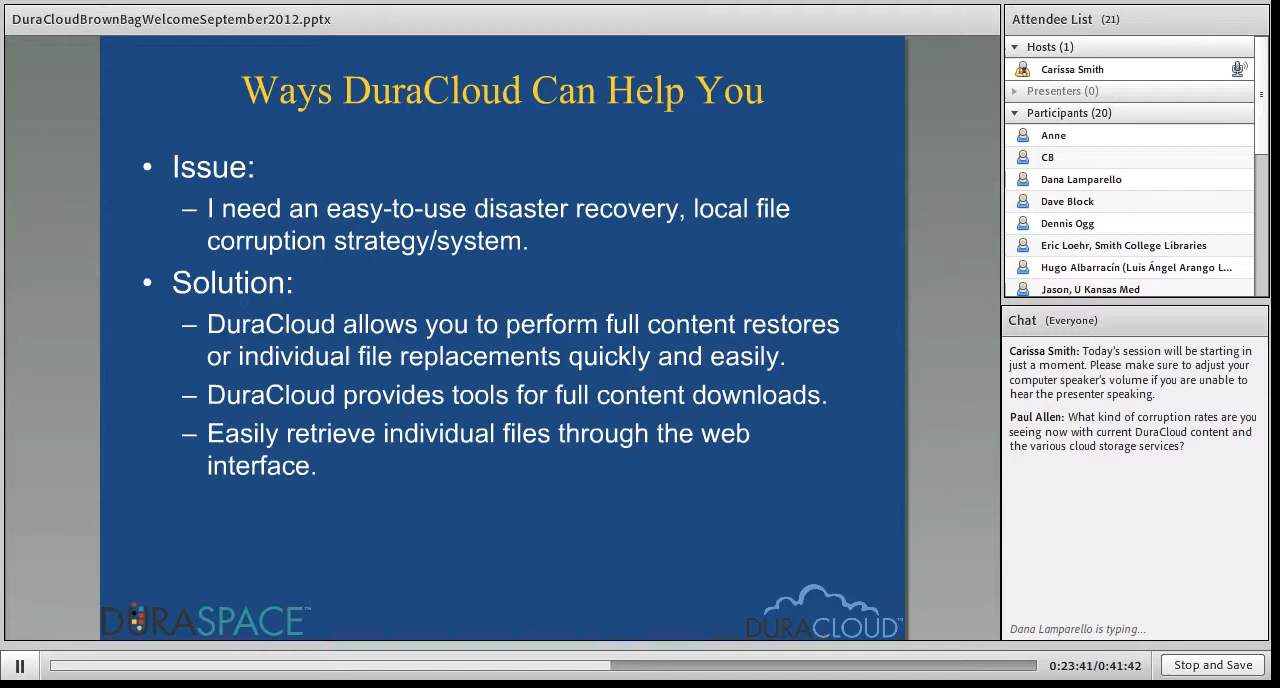 DuraCloudBrownBagWelcomeSeptember2012.pptx
Ways DuraCloud Can Help You
• Issue:
– I need an easy-to-use disaster recovery, local file
corruption strategy/system.
• Solution:
– DuraCloud allows you to perform full content restores
or individual file replacements quickly and easily.
– DuraCloud provides tools for full content downloads.
– Easily retrieve individual files through the web
interface.
DURASPACE™
DURACLOUD™
Attendee List (21)
Hosts (1)
Carissa Smith
Presenters (0)
Participants (20)
Anne
CB
Dana Lamparello
Dave Block
Dennis Ogg
Eric Loehr, Smith College Libraries
Hugo Albarracín (Luis Ángel Arango L...
Jason, U Kansas Med
Chat (Everyone)
Carissa Smith: Today's session will be starting in
just a moment. Please make sure to adjust your
computer speaker's volume if you are unable to
hear the presenter speaking.
Paul Allen: What kind of corruption rates are you
seeing now with current DuraCloud content and
the various cloud storage services?
Dana Lamparello is typing...
0:23:41/0:41:42
Stop and Save